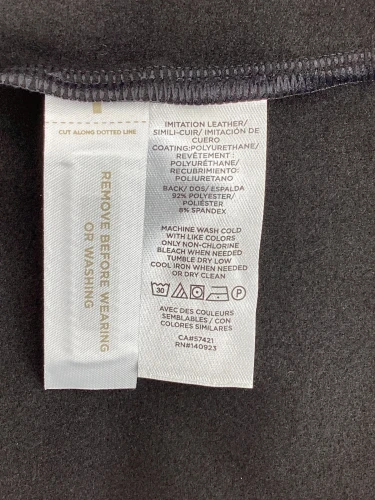 CUT ALONG DOTTED LINE
REMOVE BEFORE WEARING
OR WASHING
IMITATION LEATHER/
SIMILI-CUIR/ IMITACIÓN DE
CUERO
COATING:POLYURETHANE/
REVÊTEMENT:
POLYURÉTHANE/
RECUBRIMIENTO:
POLIURETANO
BACK/ DOS/ ESPALDA
92% POLYESTER/
POLIÉSTER
8% SPANDEX
MACHINE WASH COLD
WITH LIKE COLORS
ONLY NON-CHLORINE
BLEACH WHEN NEEDED
TUMBLE DRY LOW
COOL IRON WHEN NEEDED
OR DRY CLEAN
30 P
AVEC DES COULEURS
SEMBLABLES / CON
COLORES SIMILARES
CA#57421
RN#140923